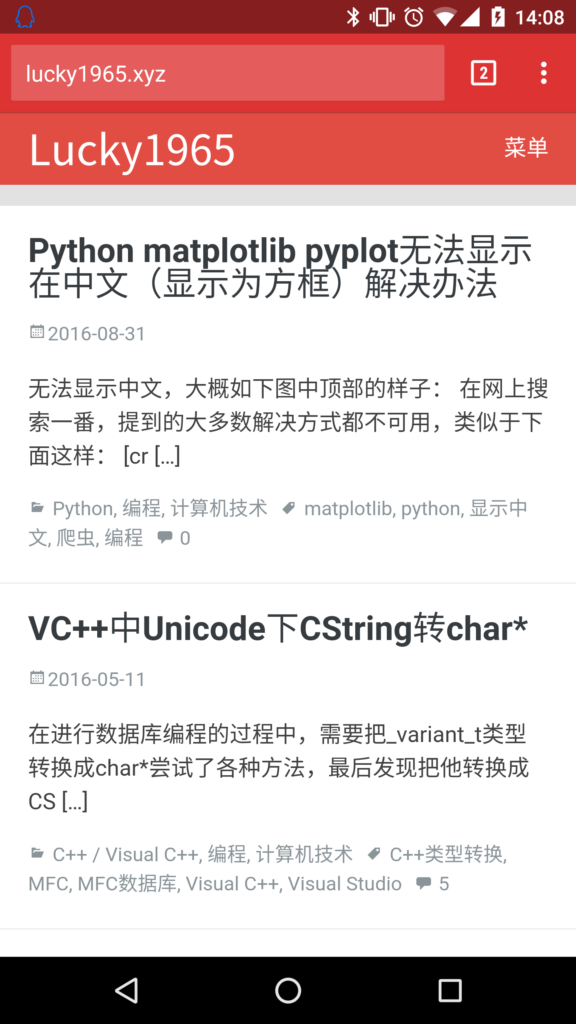 14:08
lucky1965.xyz
2
Lucky1965
菜单
Python matplotlib pyplot无法显示
在中文（显示为方框）解决办法
2016-08-31
无法显示中文，大概如下图中顶部的样子： 在网上搜
索一番，提到的大多数解决方式都不可用，类似于下
面这样： [cr [...]
Python, 编程, 计算机技术 matplotlib, python, 显示中
文, 爬虫, 编程 0
VC++中Unicode下CString转char*
2016-05-11
在进行数据库编程的过程中，需要把_variant_t类型
转换成char*尝试了各种方法，最后发现把他转换成
CS [...]
C++ / Visual C++, 编程, 计算机技术 C++类型转换,
MFC, MFC数据库, Visual C++, Visual Studio 5